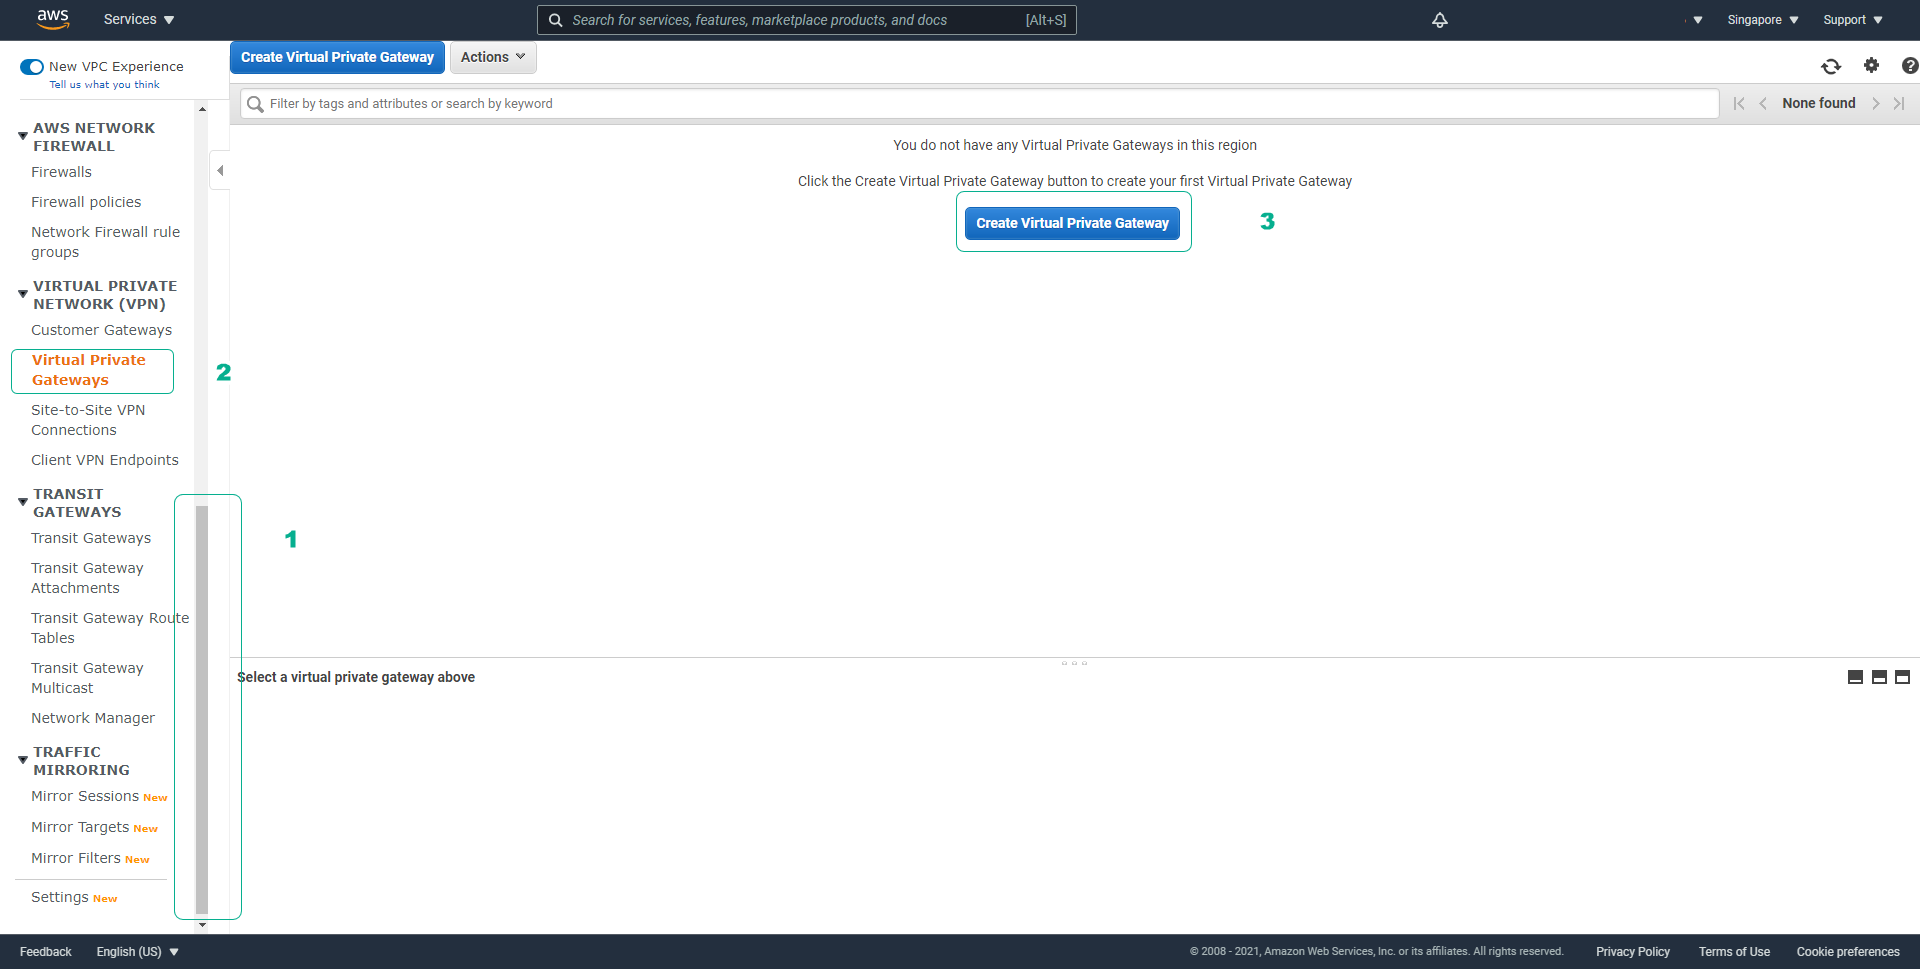 aws
Services
Search for services, features, marketplace products, and docs
[Alt+S]
Singapore
Support
New VPC Experience
Tell us what you think
Create Virtual Private Gateway
Actions
Filter by tags and attributes or search by keyword
None found
AWS NETWORK
FIREWALL
Firewalls
Firewall policies
Network Firewall rule
groups
VIRTUAL PRIVATE
NETWORK (VPN)
Customer Gateways
Virtual Private
Gateways
2
Site-to-Site VPN
Connections
Client VPN Endpoints
TRANSIT
GATEWAYS
1
Transit Gateways
Transit Gateway
Attachments
Transit Gateway Route
Tables
Transit Gateway
Multicast
Network Manager
TRAFFIC
MIRRORING
Mirror Sessions New
Mirror Targets New
Mirror Filters New
Settings New
You do not have any Virtual Private Gateways in this region
Click the Create Virtual Private Gateway button to create your first Virtual Private Gateway
Create Virtual Private Gateway
3
Select a virtual private gateway above
Feedback
English (US)
© 2008 - 2021, Amazon Web Services, Inc. or its affiliates. All rights reserved.
Privacy Policy
Terms of Use
Cookie preferences